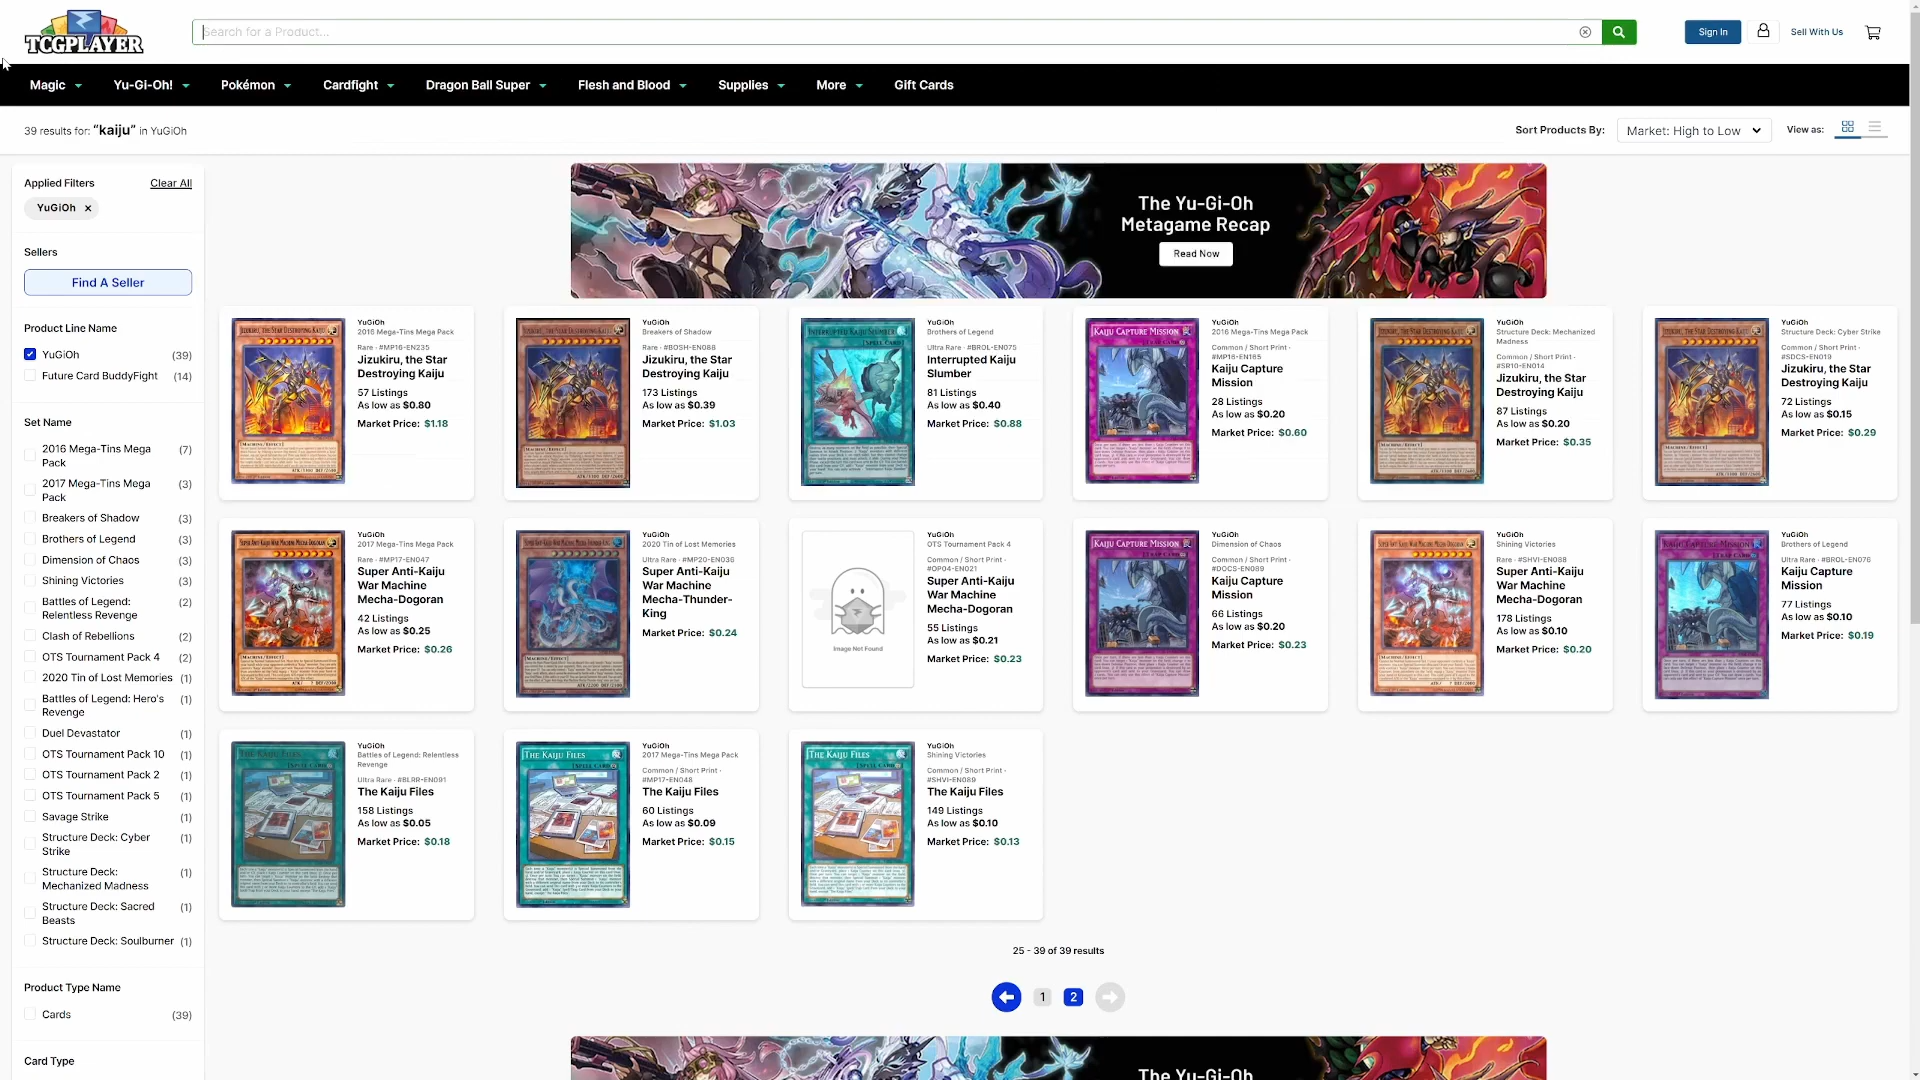 TCGPLAYER
Search for a Product...
Sign In
Sell With Us
Magic
Yu-Gi-Oh!
Pokémon
Cardfight
Dragon Ball Super
Flesh and Blood
Supplies
More
Gift Cards
39 results for: “kaiju” in YuGiOh
Sort Products By:
Market: High to Low
View as:
Applied Filters
Clear All
YuGiOh ×
Sellers
Find A Seller
Product Line Name
YuGiOh (39)
Future Card BuddyFight (14)
Set Name
2016 Mega-Tins Mega (7)
Pack
2017 Mega-Tins Mega (3)
Pack
Breakers of Shadow (3)
Brothers of Legend (3)
Dimension of Chaos (3)
Shining Victories (3)
Battles of Legend: (2)
Relentless Revenge
Clash of Rebellions (2)
OTS Tournament Pack 4 (2)
2020 Tin of Lost Memories (1)
Battles of Legend: Hero's (1)
Revenge
Duel Devastator (1)
OTS Tournament Pack 10 (1)
OTS Tournament Pack 2 (1)
OTS Tournament Pack 5 (1)
Savage Strike (1)
Structure Deck: Cyber (1)
Strike
Structure Deck: (1)
Mechanized Madness
Structure Deck: Sacred (1)
Beasts
Structure Deck: Soulburner (1)
Product Type Name
Cards (39)
Card Type
The Yu-Gi-Oh
Metagame Recap
Read Now
YuGiOh
2016 Mega-Tins Mega Pack
Rare · #MP16-EN235
Jizukiru, the Star
Destroying Kaiju
57 Listings
As low as $0.80
Market Price: $1.18
YuGiOh
Breakers of Shadow
Rare · #BOSH-EN088
Jizukiru, the Star
Destroying Kaiju
173 Listings
As low as $0.39
Market Price: $1.03
INTERRUPTED KAIJU SLUMBER
YuGiOh
Brothers of Legend
Ultra Rare · #BROL-EN075
Interrupted Kaiju
Slumber
81 Listings
As low as $0.40
Market Price: $0.88
KAIJU CAPTURE MISSION
YuGiOh
2016 Mega-Tins Mega Pack
Common / Short Print ·
#MP16-EN165
Kaiju Capture
Mission
28 Listings
As low as $0.20
Market Price: $0.60
YuGiOh
Structure Deck: Mechanized
Madness
Common / Short Print ·
#SR10-EN014
Jizukiru, the Star
Destroying Kaiju
87 Listings
As low as $0.20
Market Price: $0.35
YuGiOh
Structure Deck: Cyber Strike
Common / Short Print ·
#SDCS-EN019
Jizukiru, the Star
Destroying Kaiju
72 Listings
As low as $0.15
Market Price: $0.29
YuGiOh
2017 Mega-Tins Mega Pack
Rare · #MP17-EN047
Super Anti-Kaiju
War Machine
Mecha-Dogoran
42 Listings
As low as $0.25
Market Price: $0.26
YuGiOh
2020 Tin of Lost Memories
Ultra Rare · #MP20-EN036
Super Anti-Kaiju
War Machine
Mecha-Thunder-
King
Market Price: $0.24
Image Not Found
YuGiOh
OTS Tournament Pack 4
Common / Short Print ·
#OP04-EN021
Super Anti-Kaiju
War Machine
Mecha-Dogoran
55 Listings
As low as $0.21
Market Price: $0.23
KAIJU CAPTURE MISSION
YuGiOh
Dimension of Chaos
Common / Short Print ·
#DOCS-EN089
Kaiju Capture
Mission
66 Listings
As low as $0.20
Market Price: $0.23
YuGiOh
Shining Victories
Rare · #SHVI-EN088
Super Anti-Kaiju
War Machine
Mecha-Dogoran
178 Listings
As low as $0.10
Market Price: $0.20
YuGiOh
Brothers of Legend
Ultra Rare · #BROL-EN076
Kaiju Capture
Mission
77 Listings
As low as $0.10
Market Price: $0.19
THE KAIJU FILES
YuGiOh
Battles of Legend: Relentless
Revenge
Ultra Rare · #BLRR-EN091
The Kaiju Files
158 Listings
As low as $0.05
Market Price: $0.18
THE KAIJU FILES
YuGiOh
2017 Mega-Tins Mega Pack
Common / Short Print ·
#MP17-EN048
The Kaiju Files
60 Listings
As low as $0.09
Market Price: $0.15
THE KAIJU FILES
YuGiOh
Shining Victories
Common / Short Print ·
#SHVI-EN089
The Kaiju Files
149 Listings
As low as $0.10
Market Price: $0.13
25 - 39 of 39 results
1
2
The Yu-Gi-Oh